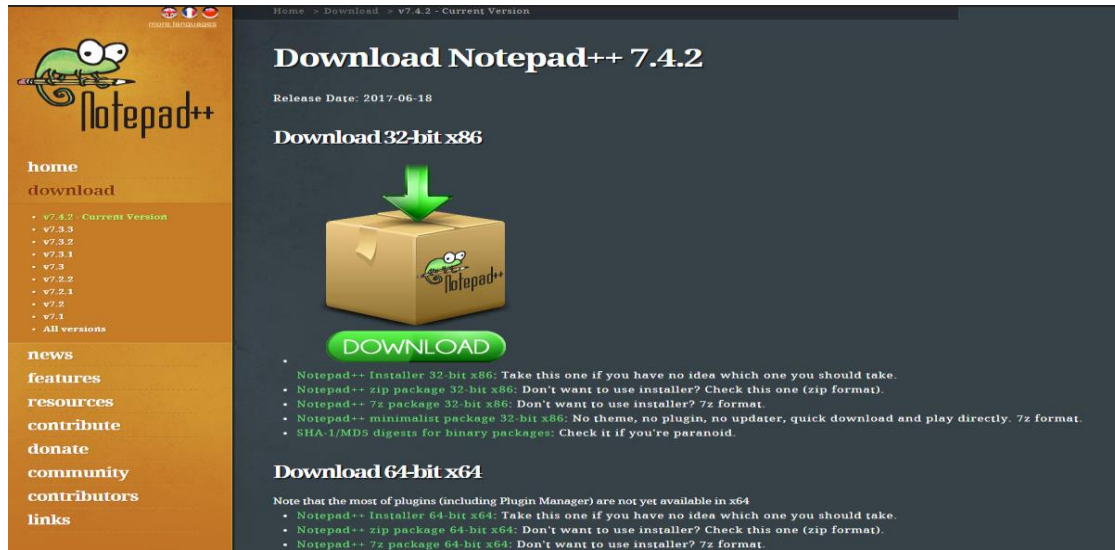 more languages
Notepad++
home
download
v7.4.2 - Current Version
v7.3.3
v7.3.2
v7.3.1
v7.3
v7.2.2
v7.2.1
v7.2
v7.1
All versions
news
features
resources
contribute
donate
community
contributors
links
Home > Download > v7.4.2 - Current Version
Download Notepad++ 7.4.2
Release Date: 2017-06-18
Download 32-bit x86
Notepad++
DOWNLOAD
Notepad++ Installer 32-bit x86: Take this one if you have no idea which one you should take.
Notepad++ zip package 32-bit x86: Don't want to use installer? Check this one (zip format).
Notepad++ 7z package 32-bit x86: Don't want to use installer? 7z format.
Notepad++ minimalist package 32-bit x86: No theme, no plugin, no updater, quick download and play directly. 7z format.
SHA-1/MD5 digests for binary packages: Check it if you're paranoid.
Download 64-bit x64
Note that the most of plugins (including Plugin Manager) are not yet available in x64
Notepad++ Installer 64-bit x64: Take this one if you have no idea which one you should take.
Notepad++ zip package 64-bit x64: Don't want to use installer? Check this one (zip format).
Notepad++ 7z package 64-bit x64: Don't want to use installer? 7z format.